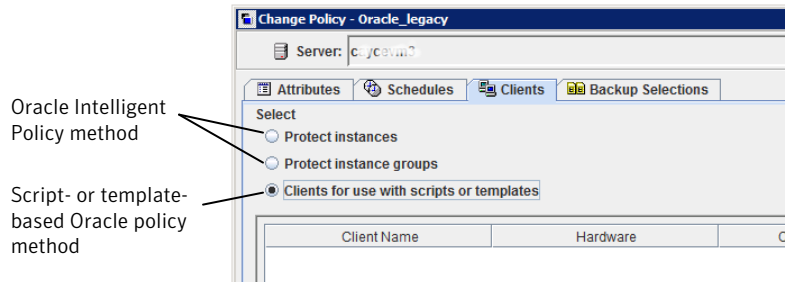 Change Policy - Oracle_legacy
Server:
Attributes
Schedules
Clients
Backup Selections
Oracle Intelligent
Policy method
Select
Protect instances
Protect instance groups
Script- or template-
based Oracle policy
method
Clients for use with scripts or templates
Client Name
Hardware